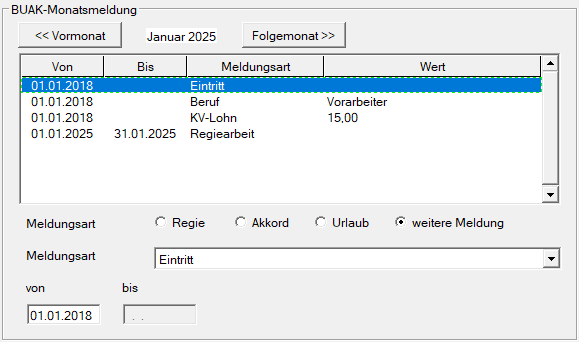 BUAK-Monatsmeldung
<< Vormonat Januar 2025 Folgemonat >>
Von Bis Meldungsart Wert
01.01.2018 Eintritt
01.01.2018 Beruf Vorarbeiter
01.01.2018 KV-Lohn 15,00
01.01.2025 31.01.2025 Regiearbeit
Meldungsart Regie Akkord Urlaub weitere Meldung
Meldungsart Eintritt
von bis
01.01.2018 . .